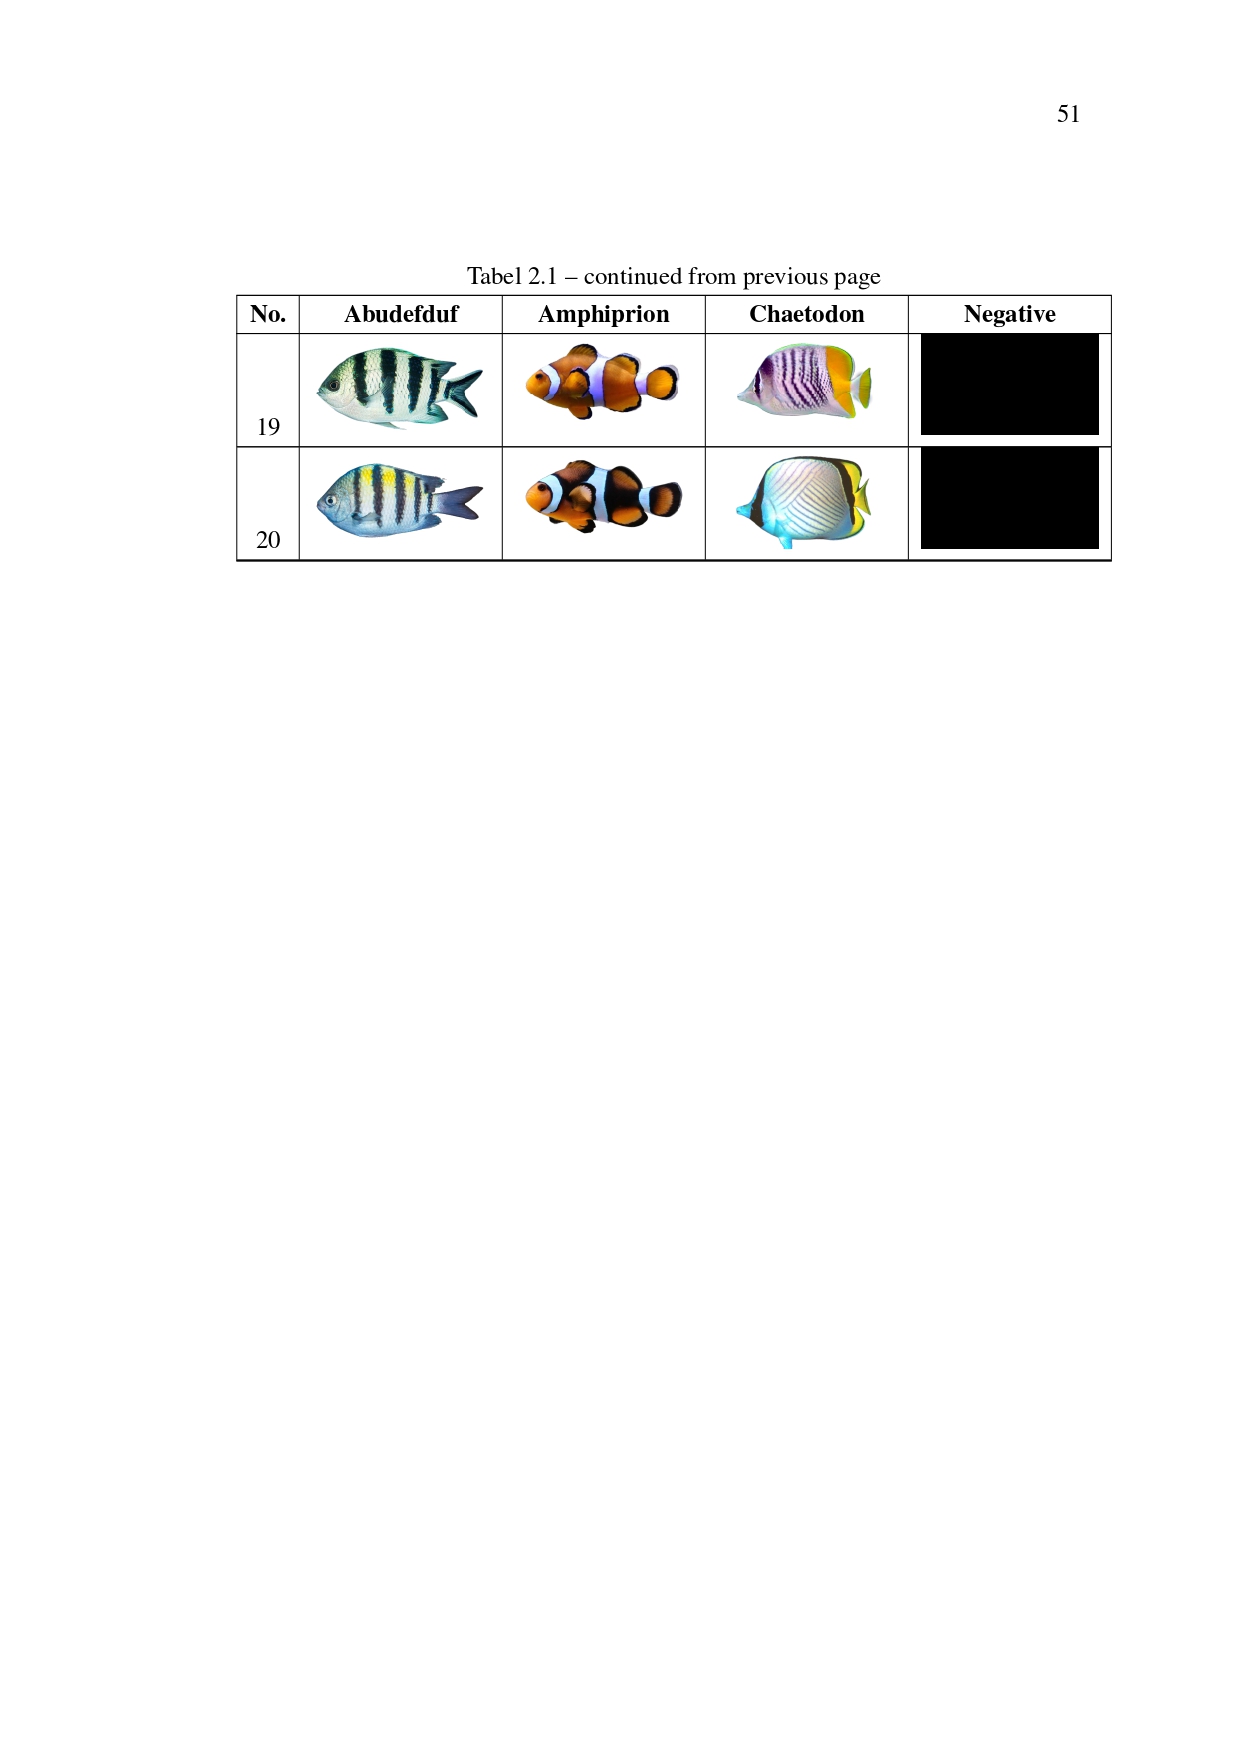 51
Tabel 2.1 – continued from previous page
No. Abudefduf Amphiprion Chaetodon Negative
19
20